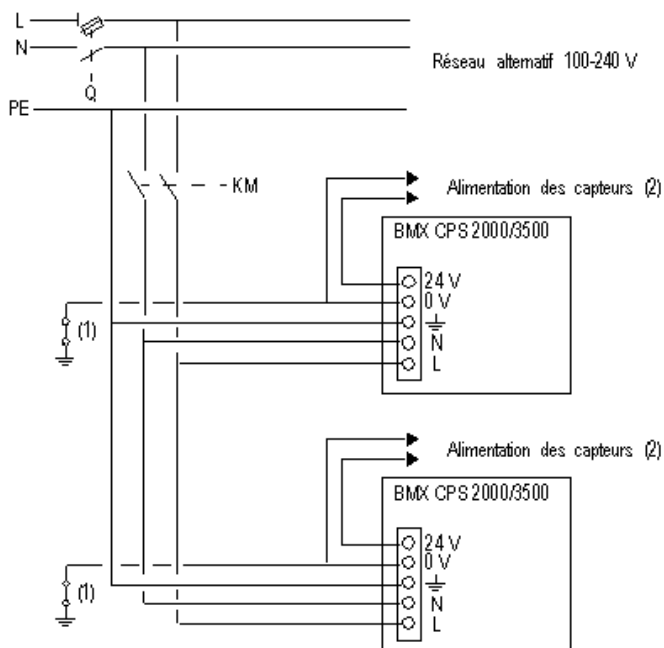 L
N
Réseau alternatif 100-240 V
Q
PE
KM
Alimentation des capteurs (2)
BMX CPS 2000/3500
24 V
0 V
(1)
N
L
Alimentation des capteurs (2)
BMX CPS 2000/3500
24 V
0 V
(1)
N
L